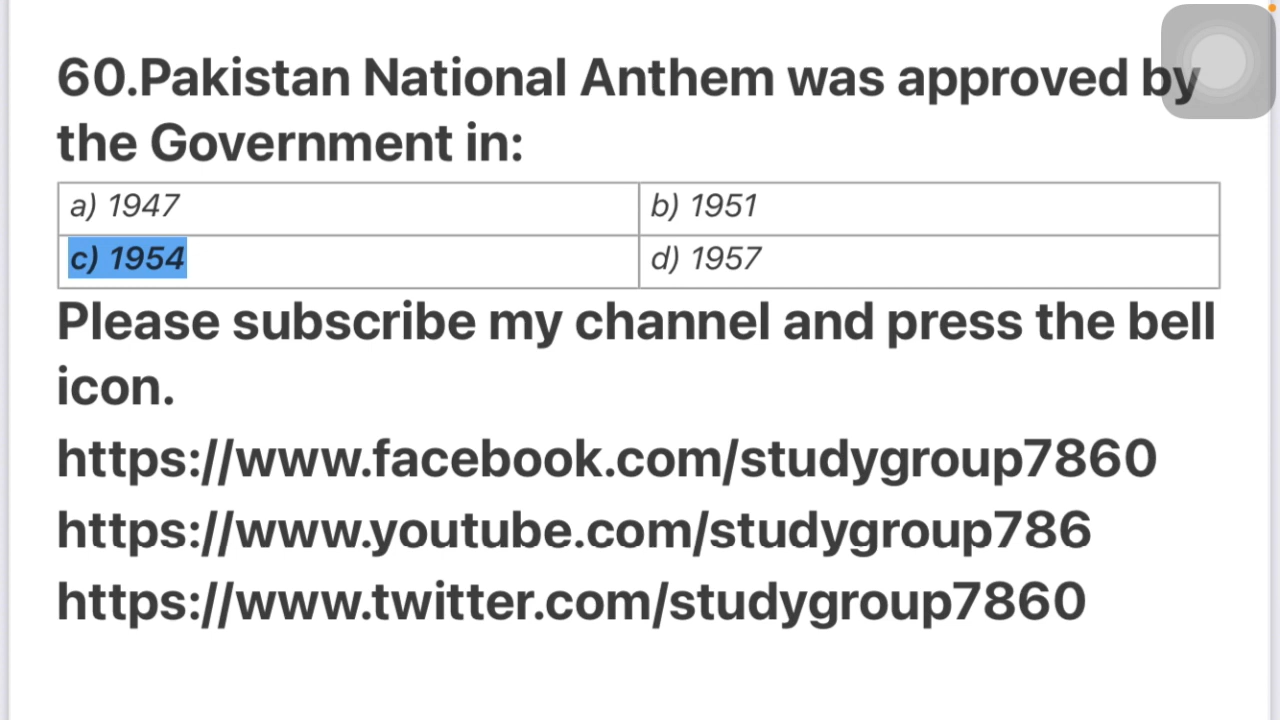 60.Pakistan National Anthem was approved by
the Government in:
a) 1947
b) 1951
c) 1954
d) 1957
Please subscribe my channel and press the bell
icon.
https://www.facebook.com/studygroup7860
https://www.youtube.com/studygroup786
https://www.twitter.com/studygroup7860